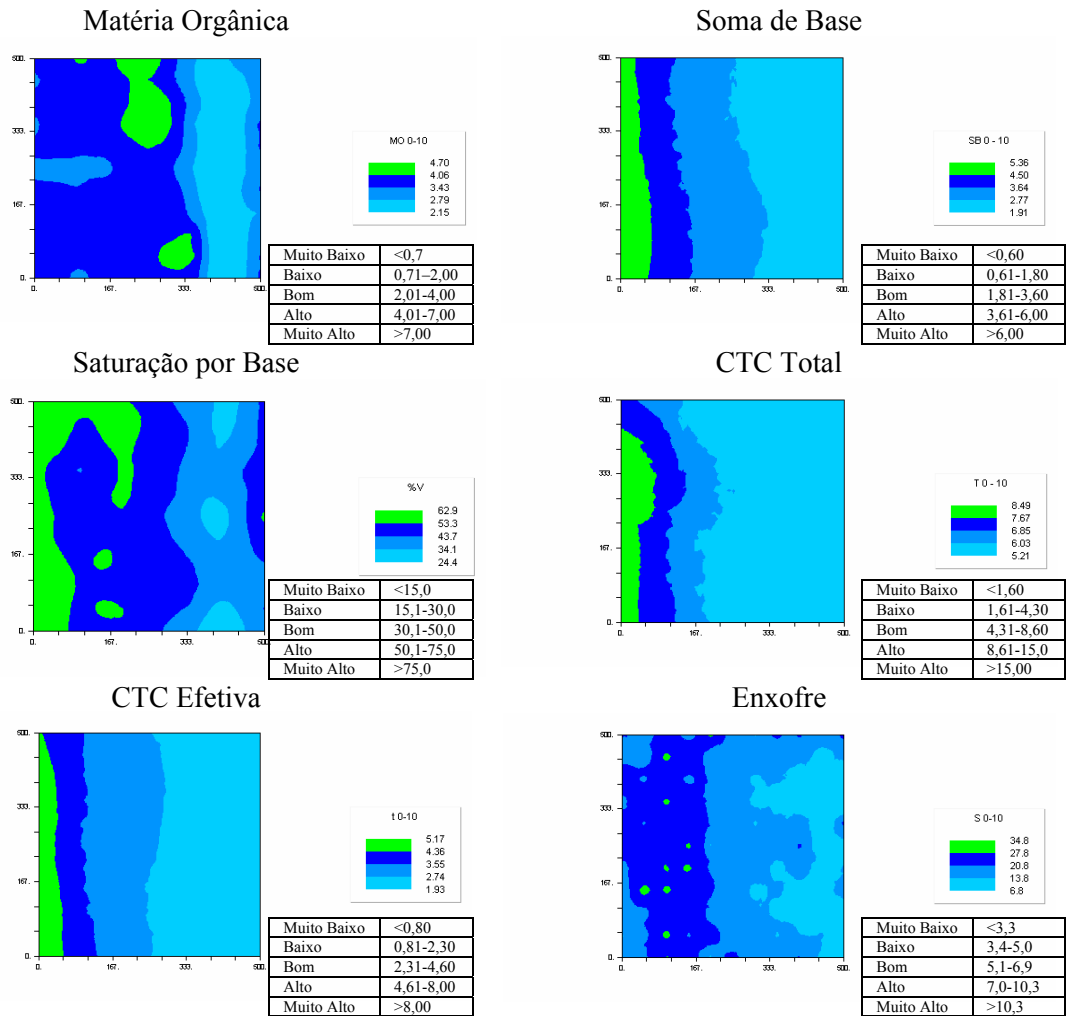 Matéria Orgânica
500.
333.
167.
0.
0. 167. 333. 500.
MO 0-10
4.70
4.06
3.43
2.79
2.15
Muito Baixo <0,7
Baixo 0,71–2,00
Bom 2,01-4,00
Alto 4,01-7,00
Muito Alto >7,00
Soma de Base
500.
333.
167.
0.
0. 167. 333. 500.
SB 0 - 10
5.36
4.50
3.64
2.77
1.91
Muito Baixo <0,60
Baixo 0,61-1,80
Bom 1,81-3,60
Alto 3,61-6,00
Muito Alto >6,00
Saturação por Base
500.
333.
167.
0.
0. 167. 333. 500.
%V
62.9
53.3
43.7
34.1
24.4
Muito Baixo <15,0
Baixo 15,1-30,0
Bom 30,1-50,0
Alto 50,1-75,0
Muito Alto >75,0
CTC Total
500.
333.
167.
0.
0. 167. 333. 500.
T 0 - 10
8.49
7.67
6.85
6.03
5.21
Muito Baixo <1,60
Baixo 1,61-4,30
Bom 4,31-8,60
Alto 8,61-15,0
Muito Alto >15,00
CTC Efetiva
500.
333.
167.
0.
0. 167. 333. 500.
t 0-10
5.17
4.36
3.55
2.74
1.93
Muito Baixo <0,80
Baixo 0,81-2,30
Bom 2,31-4,60
Alto 4,61-8,00
Muito Alto >8,00
Enxofre
500.
333.
167.
0.
0. 167. 333. 500.
S 0-10
34.8
27.8
20.8
13.8
6.8
Muito Baixo <3,3
Baixo 3,4-5,0
Bom 5,1-6,9
Alto 7,0-10,3
Muito Alto >10,3